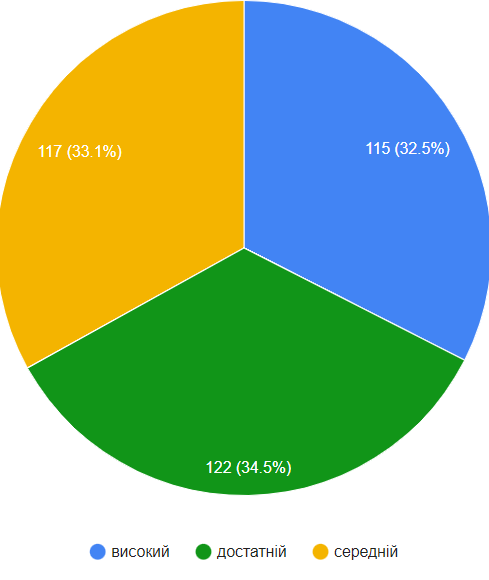 115 (32.5%)
117 (33.1%)
122 (34.5%)
високий достатній середній